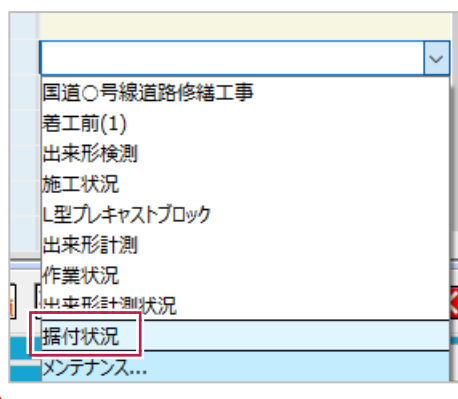 国道○号線道路修繕工事
着工前(1)
出来形検測
施工状況
L型プレキャストブロック
出来形計測
作業状況
出来形計測状況
据付状況
メンテナンス...